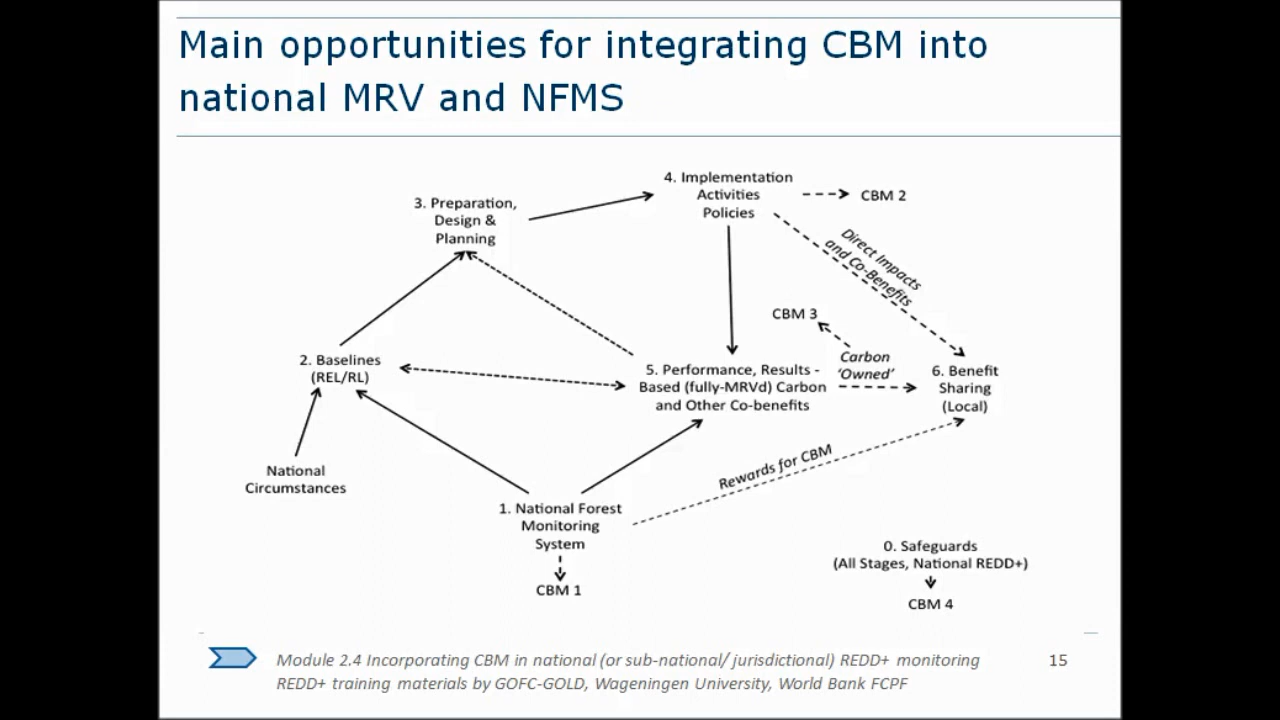 Main opportunities for integrating CBM into
national MRV and NFMS
4. Implementation
Activities
Policies
CBM 2
3. Preparation,
Design &
Planning
Direct Impacts
and Co-Benefits
CBM 3
2. Baselines
(REL/RL)
5. Performance, Results -
Based (fully-MRVd) Carbon
and Other Co-benefits
Carbon
‘Owned’
6. Benefit
Sharing
(Local)
National
Circumstances
Rewards for CBM
1. National Forest
Monitoring
System
CBM 1
0. Safeguards
(All Stages, National REDD+)
CBM 4
Module 2.4 Incorporating CBM in national (or sub-national/ jurisdictional) REDD+ monitoring
REDD+ training materials by GOFC-GOLD, Wageningen University, World Bank FCPF
15